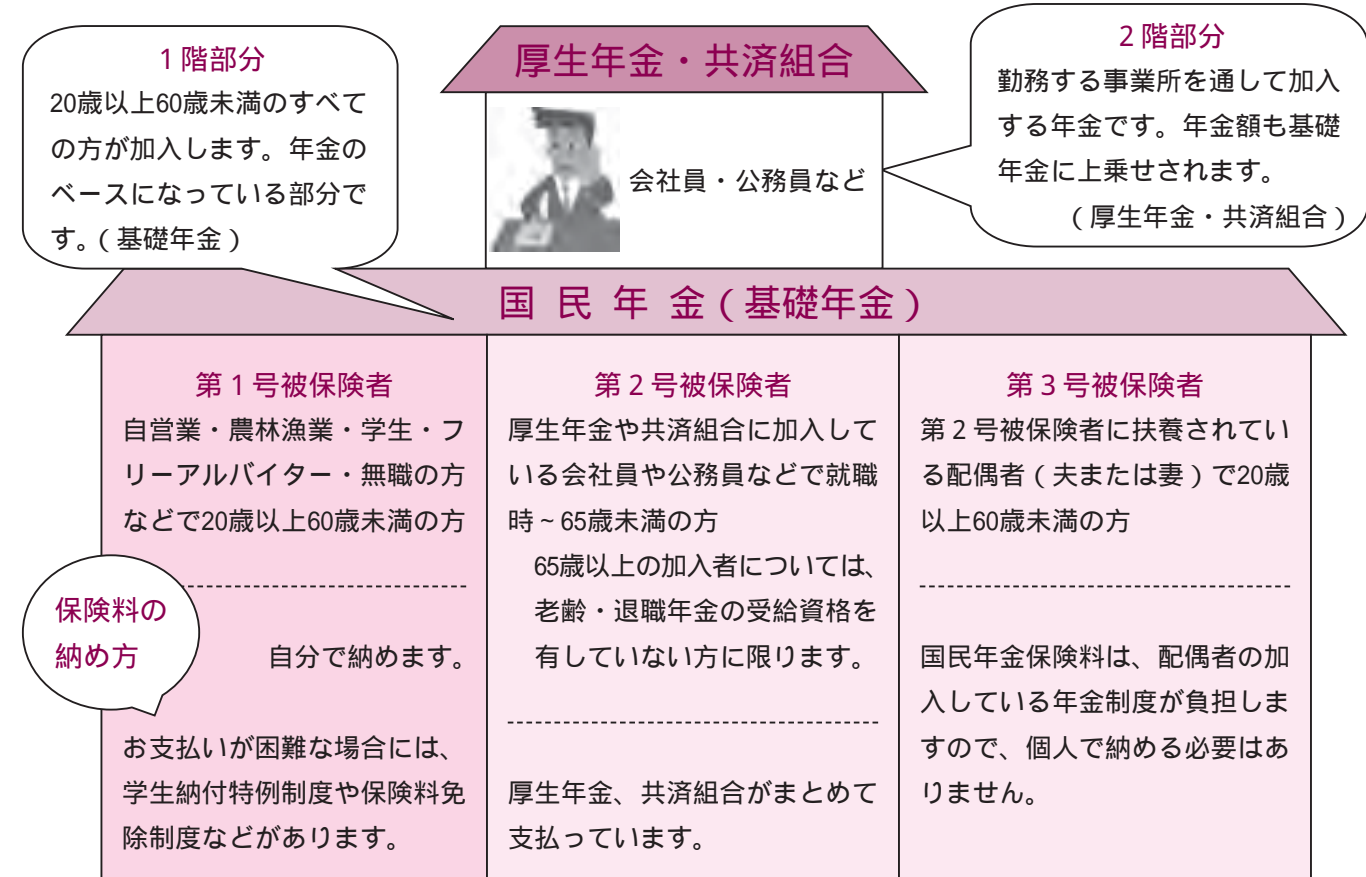 1階部分
20歳以上60歳未満のすべて
の方が加入します。年金の
ベースになっている部分で
す。(基礎年金)
厚生年金・共済組合
会社員・公務員など
2階部分
勤務する事業所を通して加入
する年金です。年金額も基礎
年金に上乗せされます。
(厚生年金・共済組合)
国民年金(基礎年金)
第1号被保険者
自営業・農林漁業・学生・フ
リーアルバイター・無職の方
などで20歳以上60歳未満の方
保険料の
納め方
自分で納めます。
お支払いが困難な場合には、
学生納付特例制度や保険料免
除制度などがあります。
第2号被保険者
厚生年金や共済組合に加入して
いる会社員や公務員などで就職
時~65歳未満の方
65歳以上の加入者については、
老齢・退職年金の受給資格を
有していない方に限ります。
厚生年金、共済組合がまとめて
支払っています。
第3号被保険者
第2号被保険者に扶養されてい
る配偶者(夫または妻)で20歳
以上60歳未満の方
国民年金保険料は、配偶者の加
入している年金制度が負担しま
すので、個人で納める必要はあ
りません。